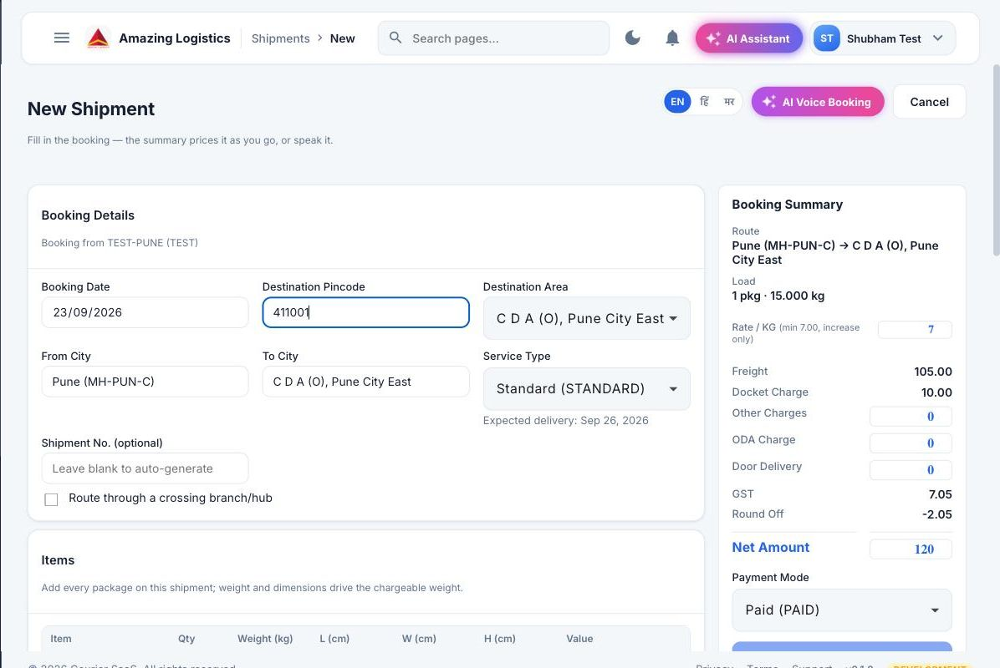 Amazing Logistics
Shipments > New
Search pages...
AI Assistant
ST
Shubham Test
New Shipment
EN
हिं
मर
AI Voice Booking
Cancel
Fill in the booking — the summary prices it as you go, or speak it.
Booking Details
Booking from TEST-PUNE (TEST)
Booking Date
Destination Pincode
Destination Area
23/09/2026
411001
C D A (O), Pune City East
From City
To City
Service Type
Pune (MH-PUN-C)
C D A (O), Pune City East
Standard (STANDARD)
Expected delivery: Sep 26, 2026
Shipment No. (optional)
Leave blank to auto-generate
Route through a crossing branch/hub
Items
Add every package on this shipment; weight and dimensions drive the chargeable weight.
Item Qty Weight (kg) L (cm) W (cm) H (cm) Value
Booking Summary
Route
Pune (MH-PUN-C) → C D A (O), Pune
City East
Load
1 pkg · 15.000 kg
Rate / KG (min 7.00, increase
only)
7
Freight 105.00
Docket Charge 10.00
Other Charges 0
ODA Charge 0
Door Delivery 0
GST 7.05
Round Off -2.05
Net Amount 120
Payment Mode
Paid (PAID)
© 2026 Courier SaaS. All rights reserved.
Privacy Terms Support v0.1.0 DEVELOPMENT